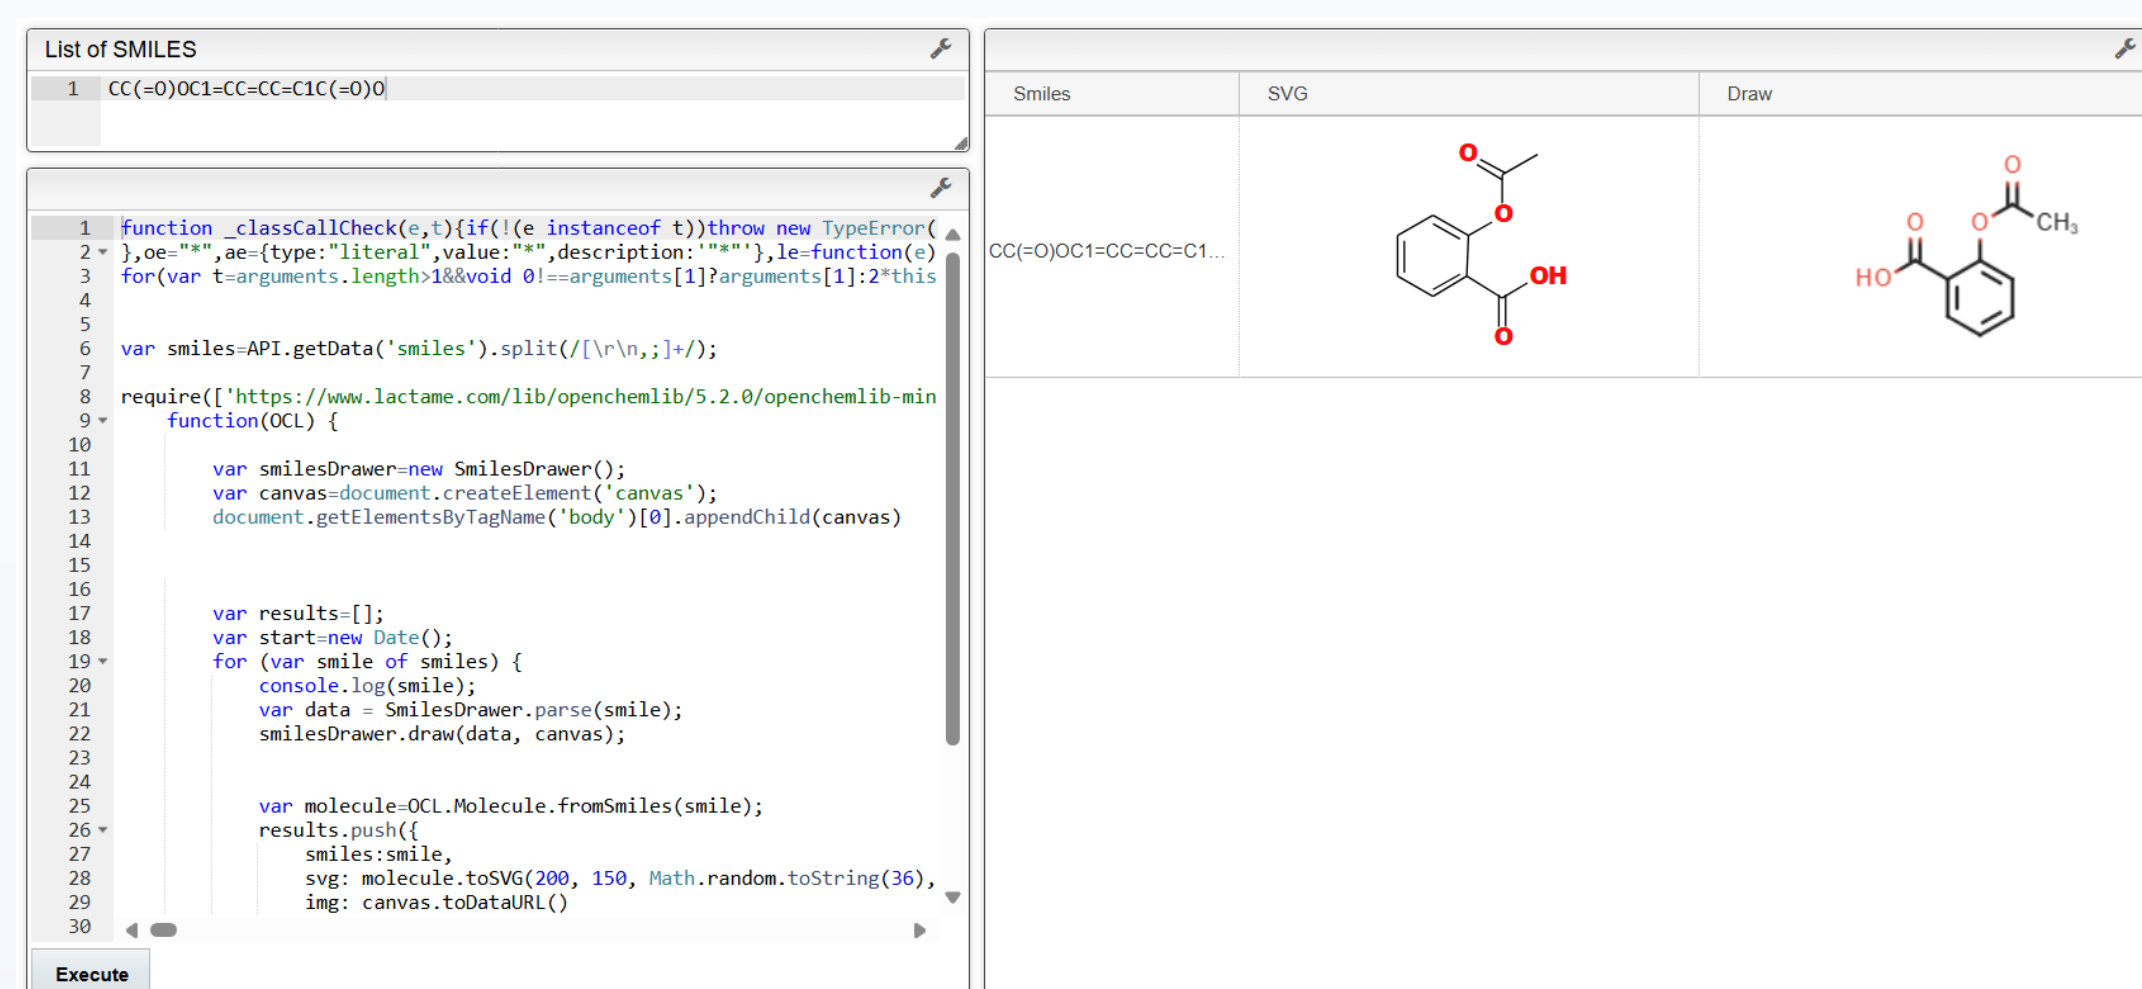 List of SMILES
1 CC(=O)OC1=CC=CC=C1C(=O)O
1 function _classCallCheck(e,t){if(!(e instanceof t))throw new TypeError(
2 },oe="*",ae={type:"literal",value:"*",description:'"*"'},le=function(e)
3 for(var t=arguments.length>1&&void 0!==arguments[1]?arguments[1]:2*this
4
5
6 var smiles=API.getData('smiles').split(/[\r\n,;]+/);
7
8 require(['https://www.lactame.com/lib/openchemlib/5.2.0/openchemlib-min
9 function(OCL) {
10
11 var smilesDrawer=new SmilesDrawer();
12 var canvas=document.createElement('canvas');
13 document.getElementsByTagName('body')[0].appendChild(canvas)
14
15
16
17 var results=[];
18 var start=new Date();
19 for (var smile of smiles) {
20 console.log(smile);
21 var data = SmilesDrawer.parse(smile);
22 smilesDrawer.draw(data, canvas);
23
24
25 var molecule=OCL.Molecule.fromSmiles(smile);
26 results.push({
27 smiles:smile,
28 svg: molecule.toSVG(200, 150, Math.random.toString(36),
29 img: canvas.toDataURL()
30
Execute
Smiles SVG Draw
CC(=O)OC1=CC=CC=C1...
O
O
OH
O
O
O
O
CH3
HO